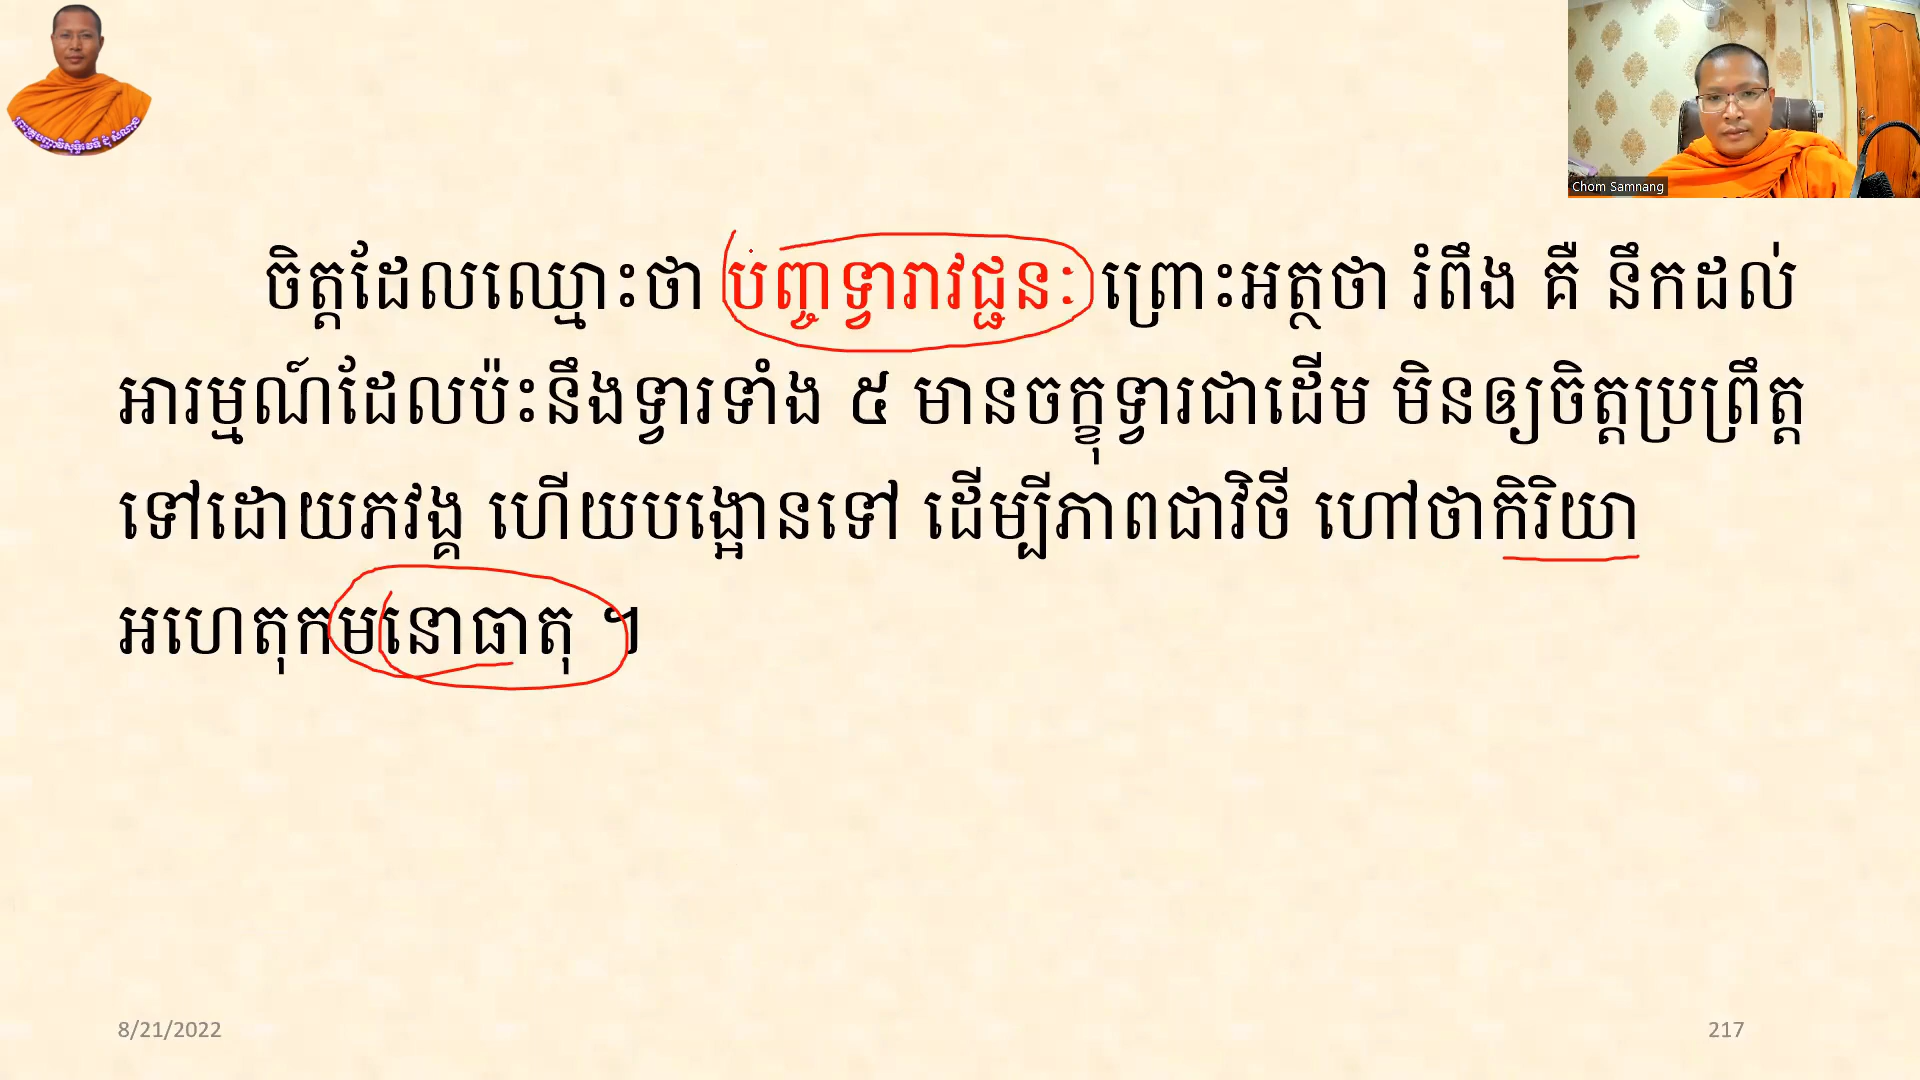 Chom Samnang
ចិត្តដែលឈ្មោះថា បញ្ចទ្វារាវជ្ជនៈ ព្រោះអត្ថថា រំពឹង គឺ នឹកដល់
អារម្មណ៍ដែលប៉ះនឹងទ្វារទាំង ៥ មានចក្ខុទ្វារជាដើម មិនឲ្យចិត្តប្រព្រឹត្ត
ទៅដោយភវង្គ ហើយបង្អោនទៅ ដើម្បីភាពជាវិថី ហៅថាកិរិយា
អហេតុកមនោធាតុ ៕
8/21/2022
217